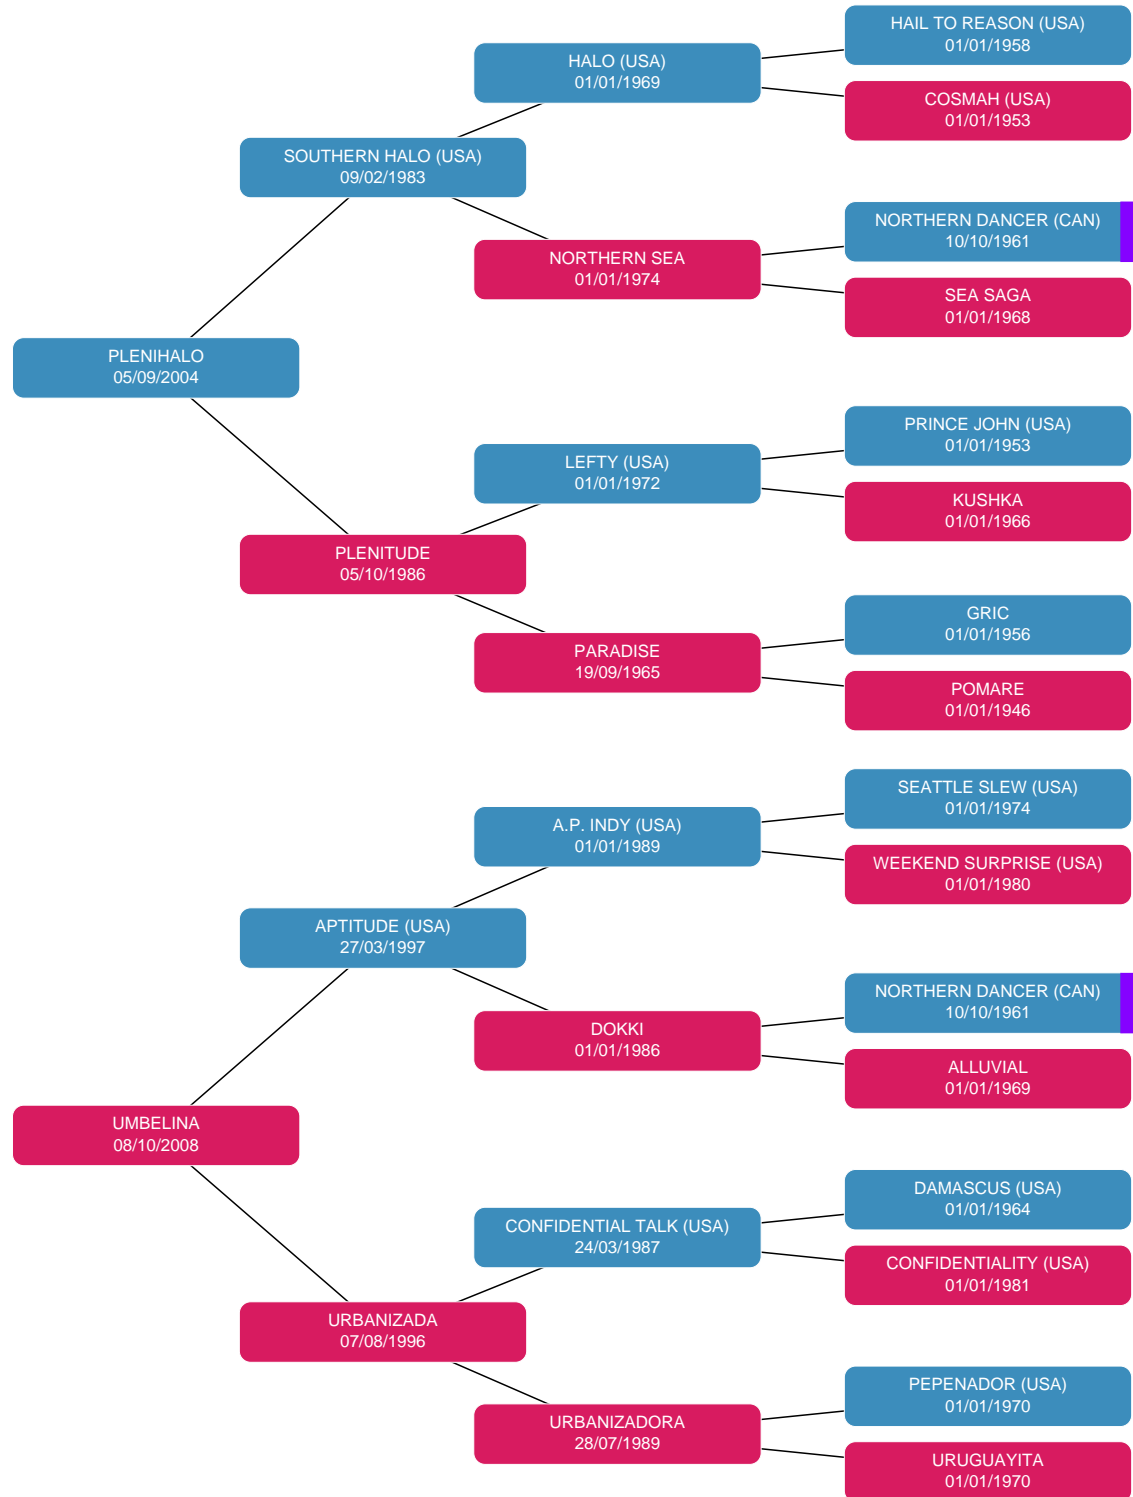 HAIL TO REASON (USA)
01/01/1958
HALO (USA)
01/01/1969
COSMAH (USA)
01/01/1953
SOUTHERN HALO (USA)
09/02/1983
NORTHERN DANCER (CAN)
10/10/1961
NORTHERN SEA
01/01/1974
SEA SAGA
01/01/1968
PLENIHALO
05/09/2004
PRINCE JOHN (USA)
01/01/1953
LEFTY (USA)
01/01/1972
KUSHKA
01/01/1966
PLENITUDE
05/10/1986
GRIC
01/01/1956
PARADISE
19/09/1965
POMARE
01/01/1946
SEATTLE SLEW (USA)
01/01/1974
A.P. INDY (USA)
01/01/1989
WEEKEND SURPRISE (USA)
01/01/1980
APTITUDE (USA)
27/03/1997
NORTHERN DANCER (CAN)
10/10/1961
DOKKI
01/01/1986
ALLUVIAL
01/01/1969
UMBELINA
08/10/2008
DAMASCUS (USA)
01/01/1964
CONFIDENTIAL TALK (USA)
24/03/1987
CONFIDENTIALITY (USA)
01/01/1981
URBANIZADA
07/08/1996
PEPENADOR (USA)
01/01/1970
URBANIZADORA
28/07/1989
URUGUAYITA
01/01/1970